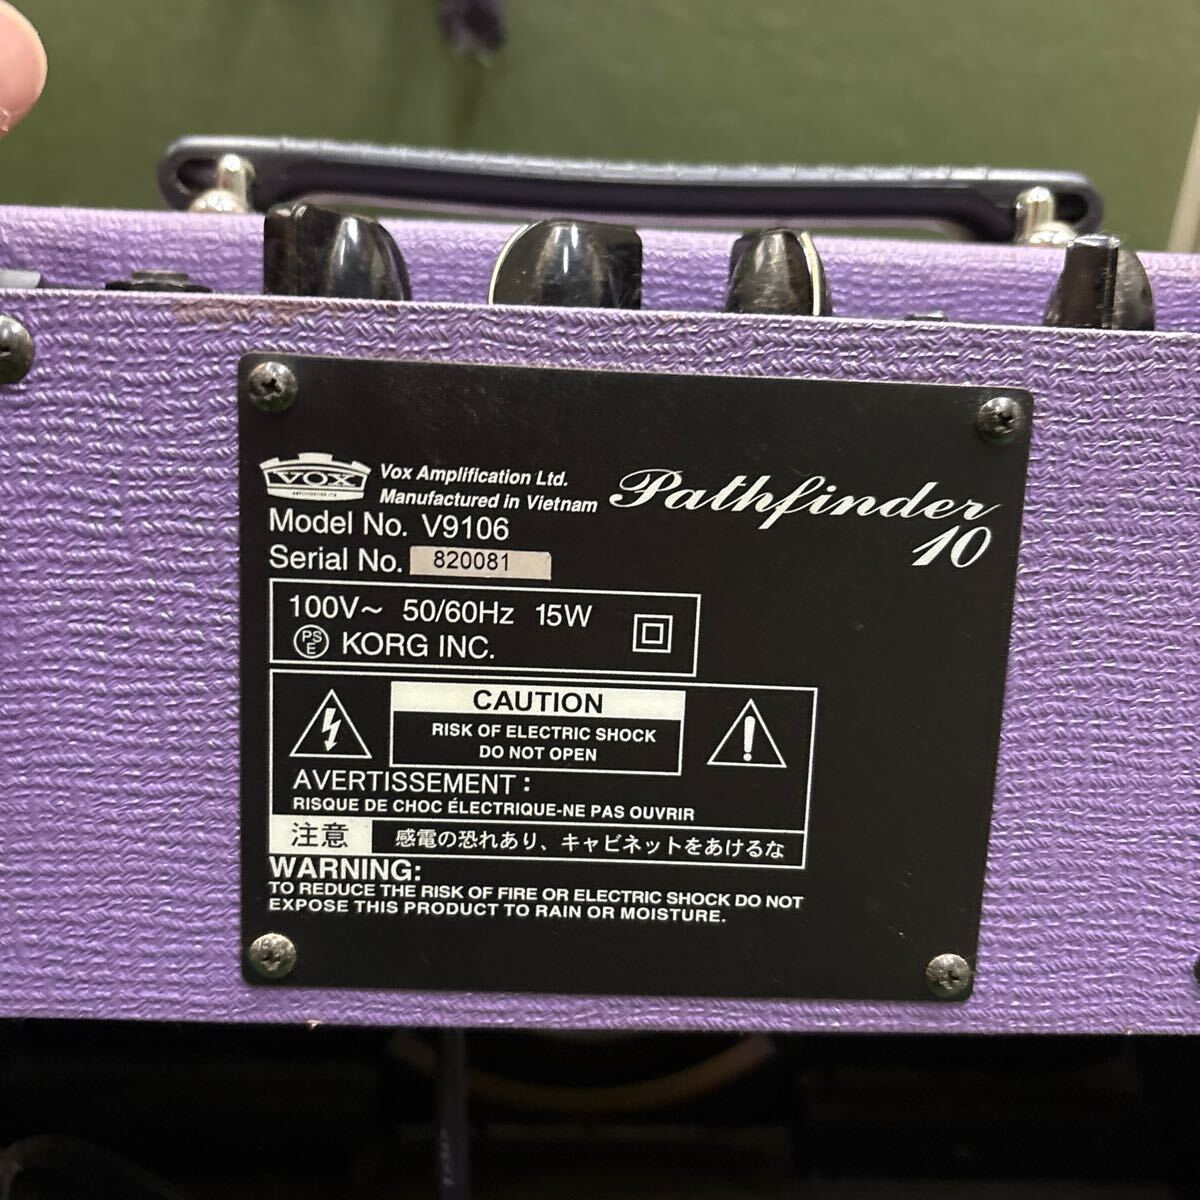 VOX
Vox Amplification Ltd.
Manufactured in Vietnam
Pathfinder
10
Model No. V9106
Serial No. 820081
100V~ 50/60Hz 15W
PSE KORG INC.
CAUTION
RISK OF ELECTRIC SHOCK
DO NOT OPEN
AVERTISSEMENT :
RISQUE DE CHOC ÉLECTRIQUE-NE PAS OUVRIR
注意 感電の恐れあり、キャビネットをあけるな
WARNING:
TO REDUCE THE RISK OF FIRE OR ELECTRIC SHOCK DO NOT
EXPOSE THIS PRODUCT TO RAIN OR MOISTURE.